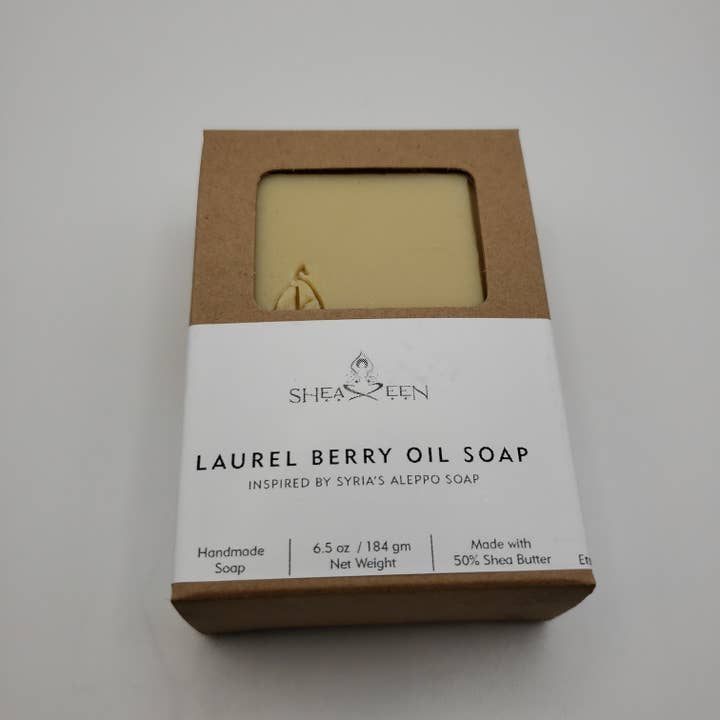 SHEAZEEN
LAUREL BERRY OIL SOAP
INSPIRED BY SYRIA'S ALEPPO SOAP
Handmade
Soap
6.5 oz / 184 gm
Net Weight
Made with
50% Shea Butter